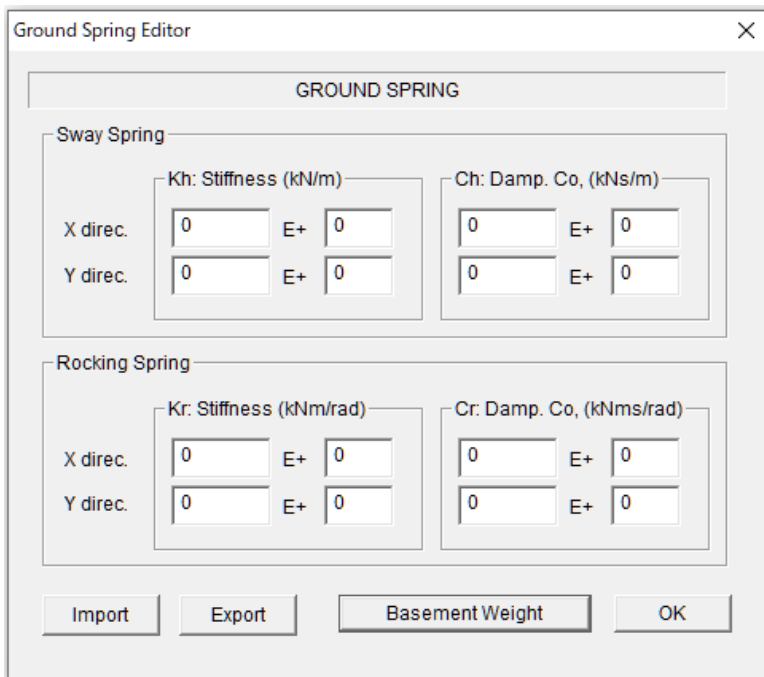 Ground Spring Editor
GROUND SPRING
Sway Spring
Kh: Stiffness (kN/m) Ch: Damp. Co, (kNs/m)
X direc. 0 E+ 0 0 E+ 0
Y direc. 0 E+ 0 0 E+ 0
Rocking Spring
Kr: Stiffness (kNm/rad) Cr: Damp. Co, (kNms/rad)
X direc. 0 E+ 0 0 E+ 0
Y direc. 0 E+ 0 0 E+ 0
Import Export Basement Weight OK